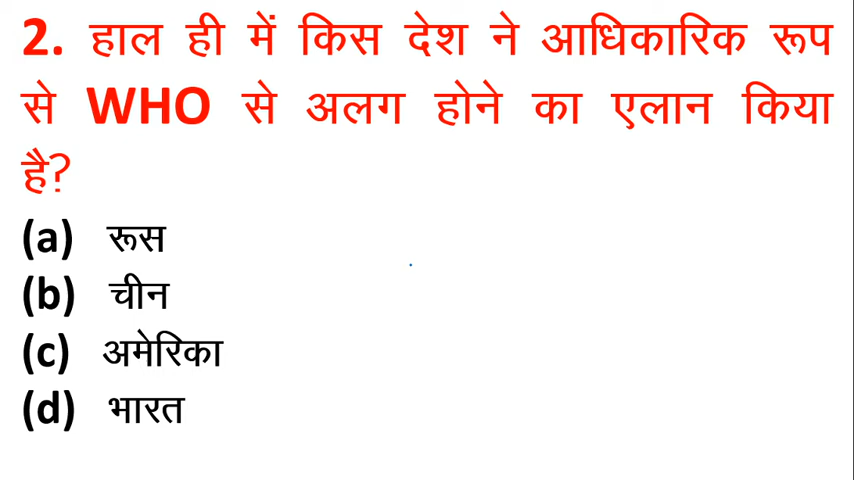 2. हाल ही में किस देश ने आधिकारिक रूप
से WHO से अलग होने का एलान किया
है?
(a) रूस
(b) चीन
(c) अमेरिका
(d) भारत